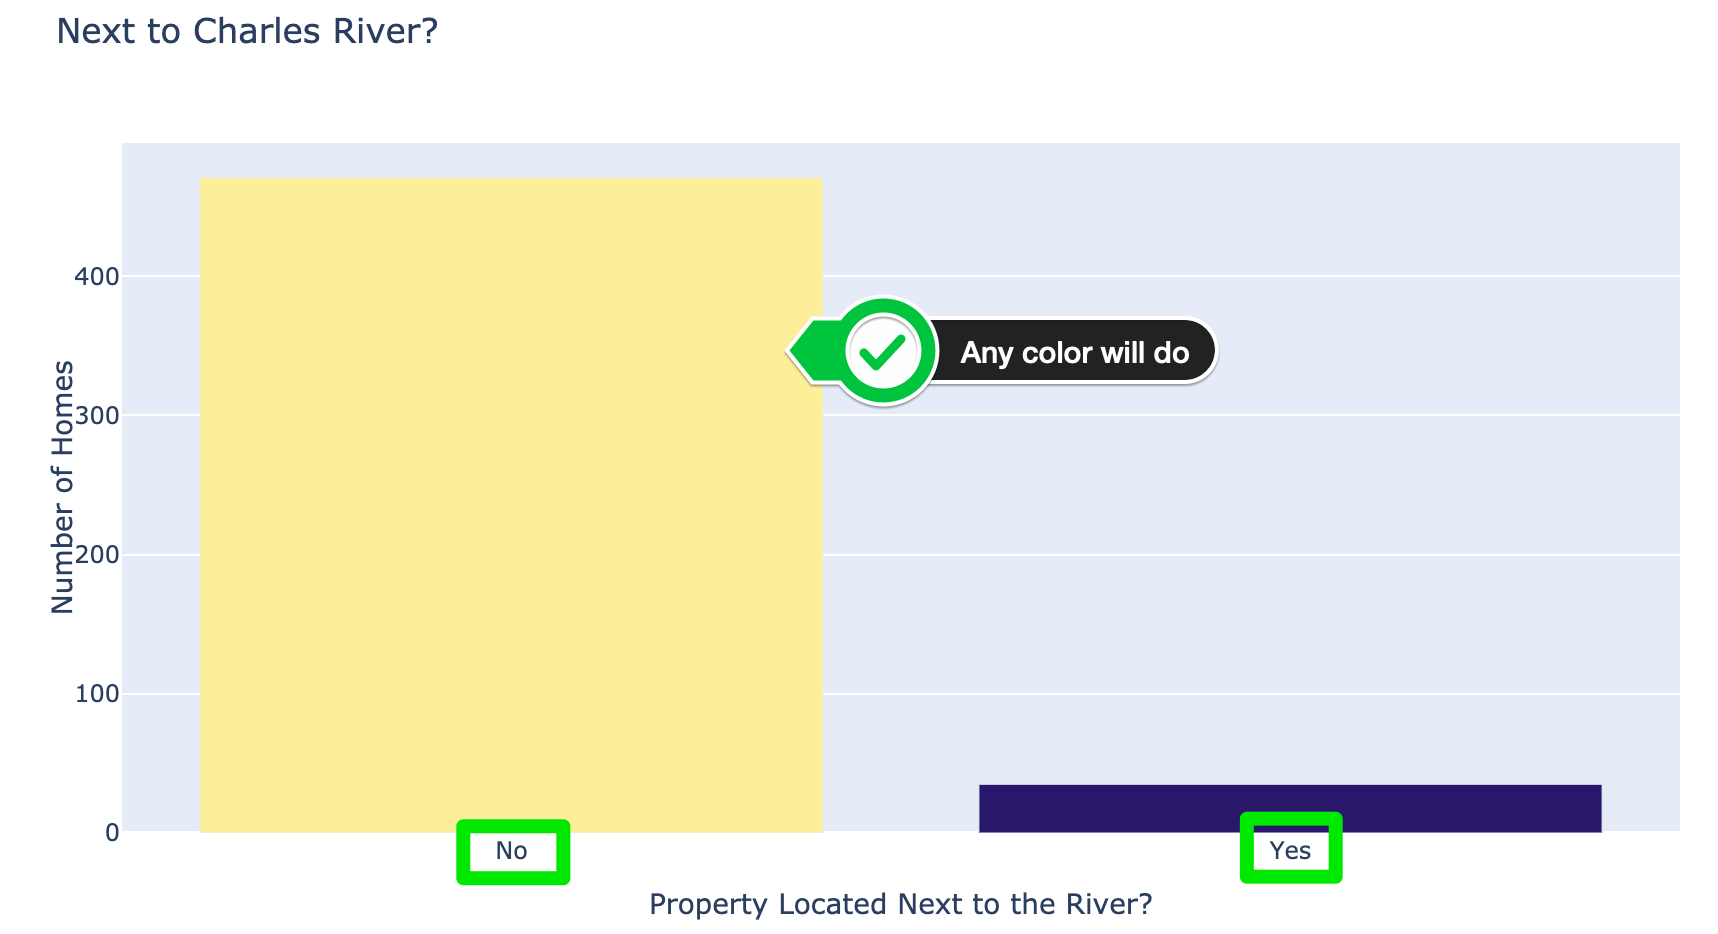 Next to Charles River?
400
300
200
100
0
Number of Homes
Any color will do
No
Yes
Property Located Next to the River?